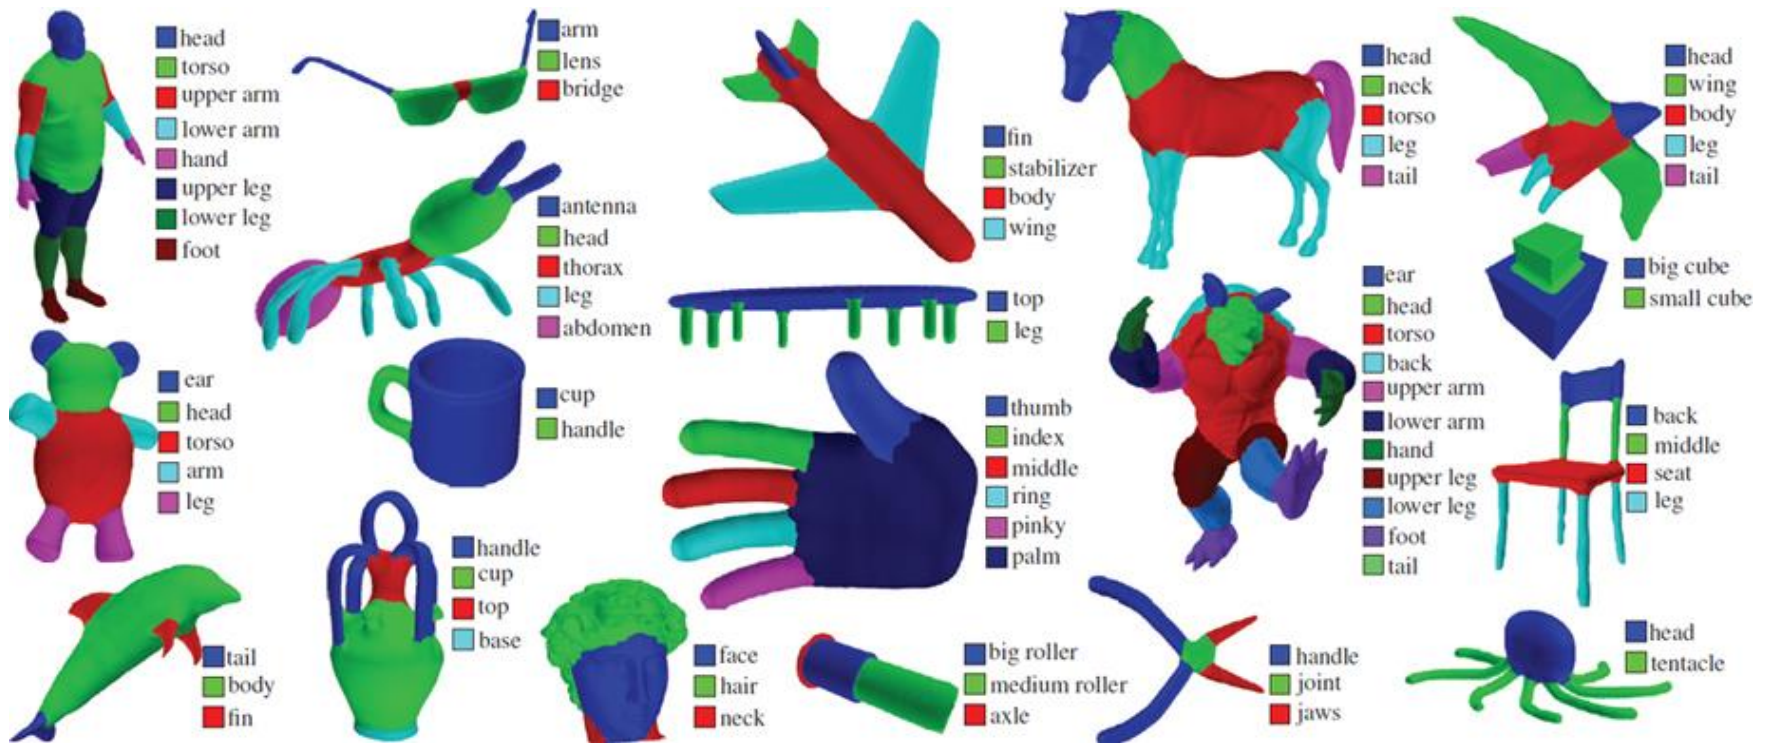 head
torso
upper arm
lower arm
hand
upper leg
lower leg
foot
arm
lens
bridge
antenna
head
thorax
leg
abdomen
fin
stabilizer
body
wing
head
neck
torso
leg
tail
head
wing
body
leg
tail
big cube
small cube
top
leg
ear
head
torso
arm
leg
cup
handle
thumb
index
middle
ring
pinky
palm
ear
head
torso
back
upper arm
lower arm
hand
upper leg
lower leg
foot
tail
back
middle
seat
leg
tail
body
fin
handle
cup
top
base
face
hair
neck
big roller
medium roller
axle
handle
joint
jaws
head
tentacle